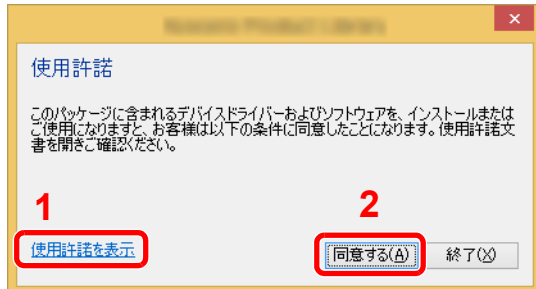 使用許諾
このパッケージに含まれるデバイスドライバーおよびソフトウェアを、インストールまたは
ご使用になりますと、お客様は以下の条件に同意したことになります。使用許諾文
書を開きご確認ください。
1
2
使用許諾を表示
同意する(A)
終了(X)